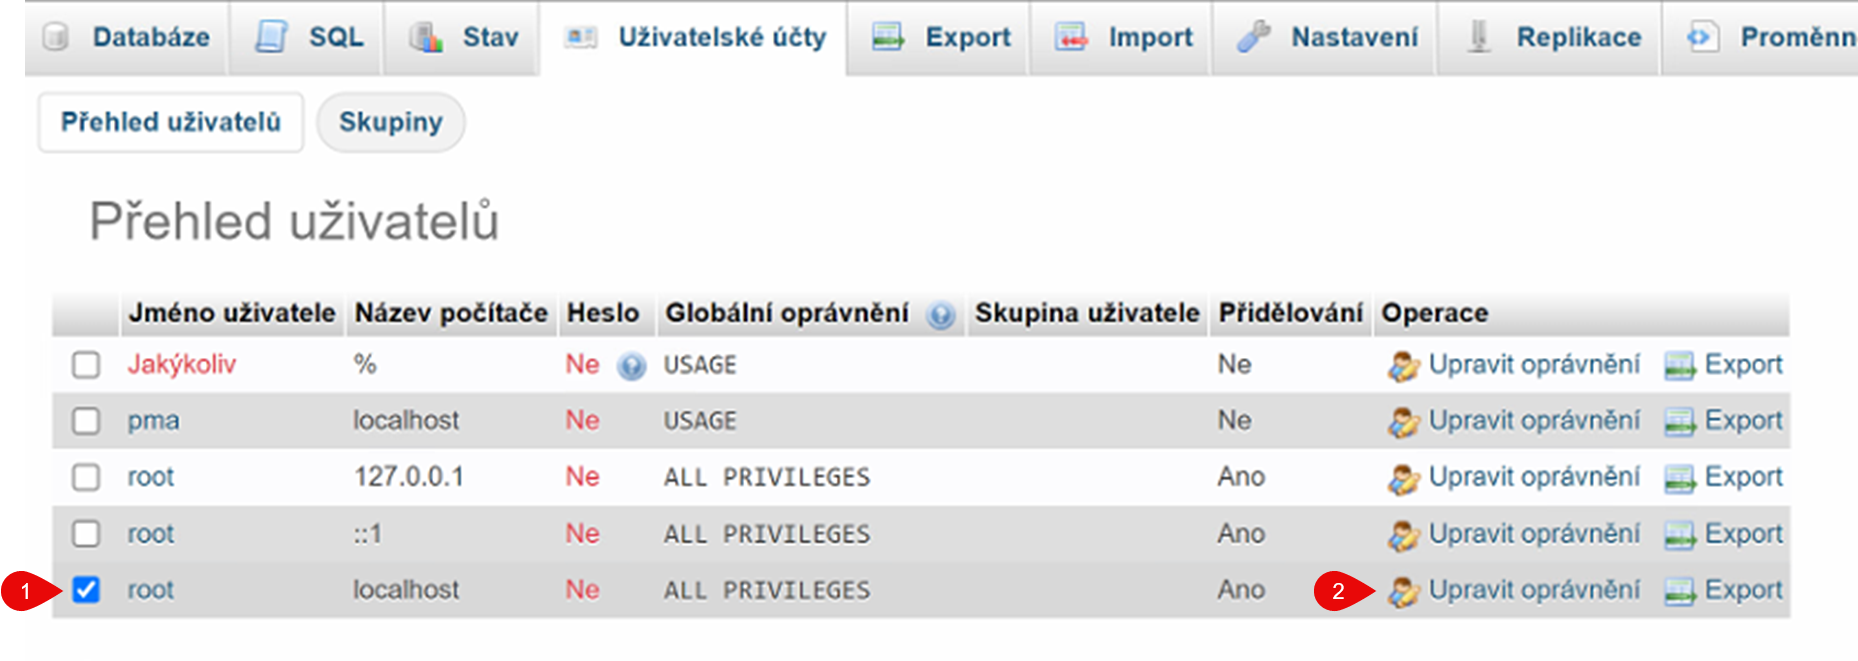 Databáze SQL Stav Uživatelské účty Export Import Nastavení Replikace Proměnn
Přehled uživatelů Skupiny
Přehled uživatelů
Jméno uživatele Název počítače Heslo Globální oprávnění Skupina uživatele Přidělování Operace
Jakýkoliv % Ne USAGE Ne Upravit oprávnění Export
pma localhost Ne USAGE Ne Upravit oprávnění Export
root 127.0.0.1 Ne ALL PRIVILEGES Ano Upravit oprávnění Export
root ::1 Ne ALL PRIVILEGES Ano Upravit oprávnění Export
1 root localhost Ne ALL PRIVILEGES Ano 2 Upravit oprávnění Export